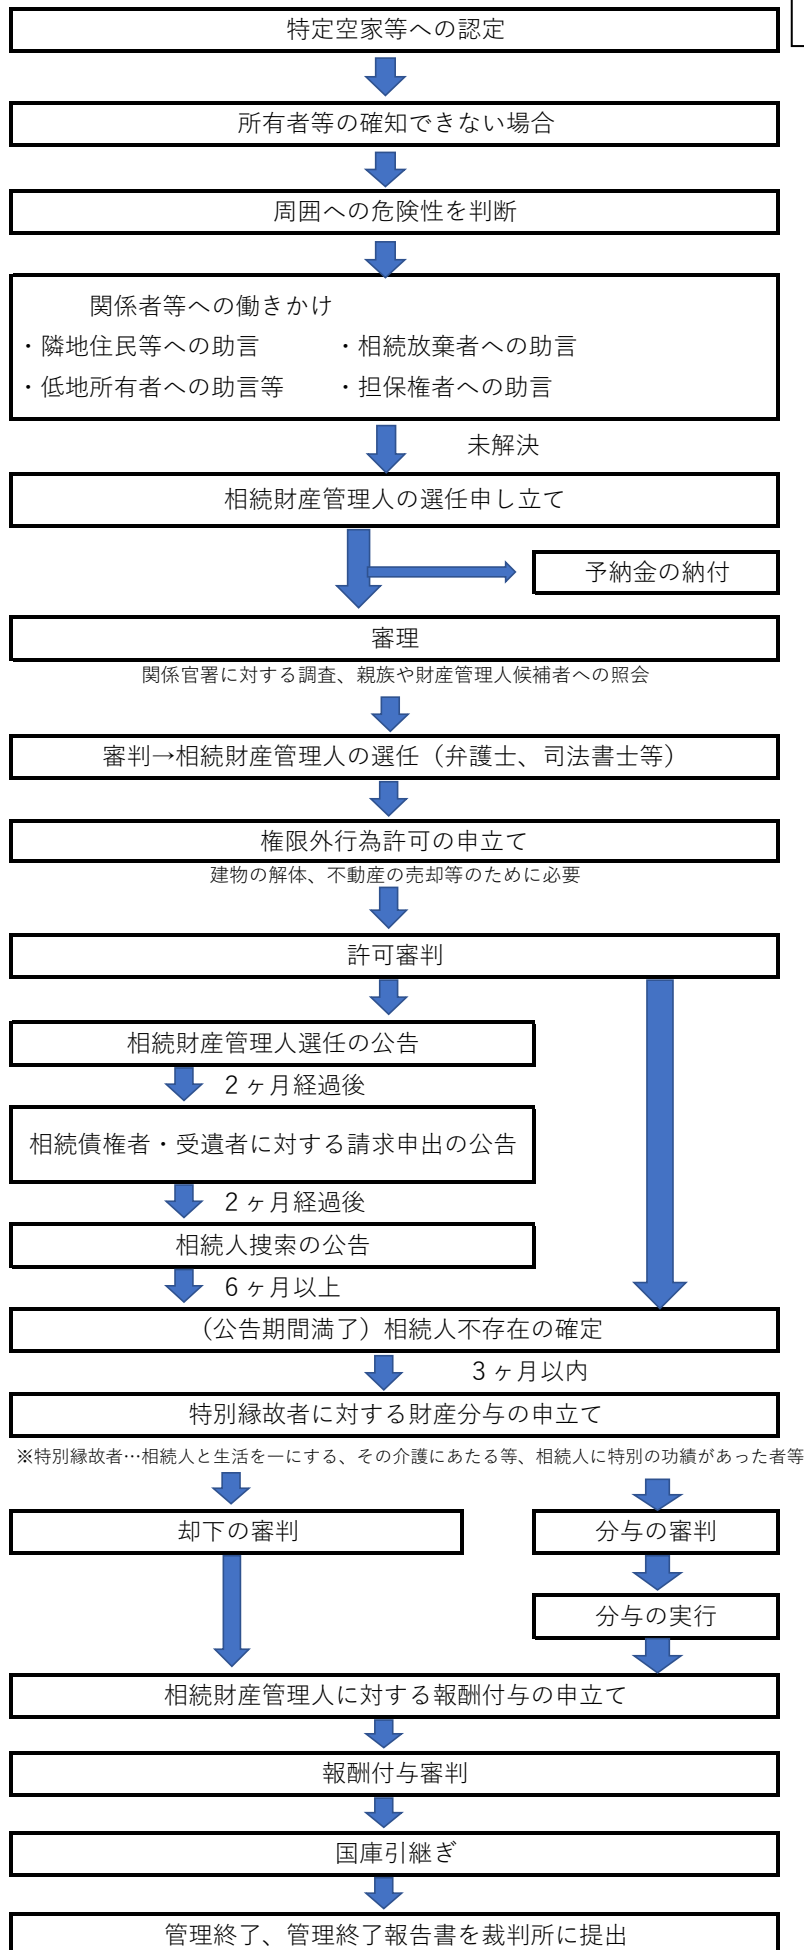 特定空家等への認定
所有者等の確知できない場合
周囲への危険性を判断
関係者等への働きかけ
・隣地住民等への助言　・相続放棄者への助言
・低地所有者への助言等　・担保権者への助言
未解決
相続財産管理人の選任申し立て
予納金の納付
審理
関係官署に対する調査、親族や財産管理人候補者への照会
審判→相続財産管理人の選任（弁護士、司法書士等）
権限外行為許可の申立て
建物の解体、不動産の売却等のために必要
許可審判
相続財産管理人選任の公告
２ヶ月経過後
相続債権者・受遺者に対する請求申出の公告
２ヶ月経過後
相続人捜索の公告
６ヶ月以上
（公告期間満了）相続人不存在の確定
３ヶ月以内
特別縁故者に対する財産分与の申立て
※特別縁故者…相続人と生活を一にする、その介護にあたる等、相続人に特別の功績があった者等
却下の審判
分与の審判
分与の実行
相続財産管理人に対する報酬付与の申立て
報酬付与審判
国庫引継ぎ
管理終了、管理終了報告書を裁判所に提出